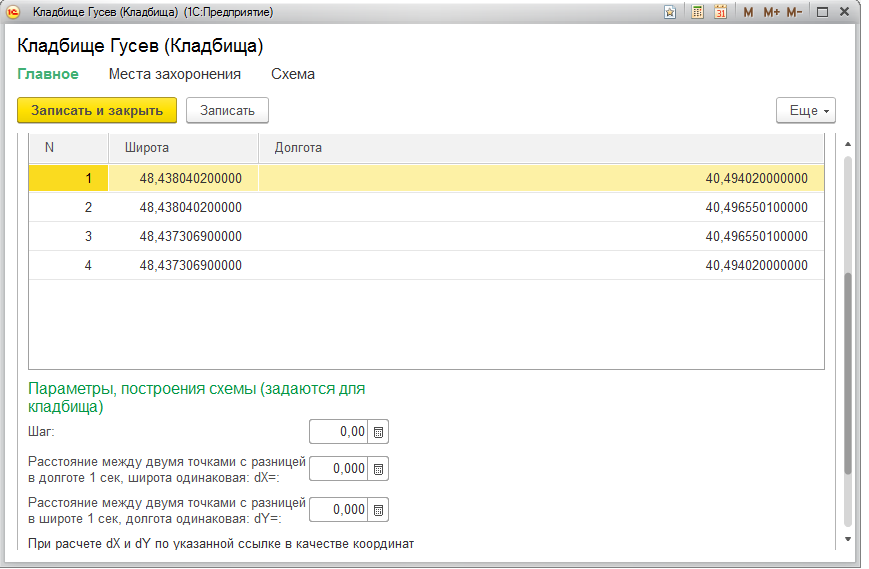 Кладбище Гусев (Кладбища) (1С:Предприятие)
31 M M+ M-
Кладбище Гусев (Кладбища)
Главное Места захоронения Схема
Записать и закрыть Записать Еще
N Широта Долгота
1 48,438040200000 40,494020000000
2 48,438040200000 40,496550100000
3 48,437306900000 40,496550100000
4 48,437306900000 40,494020000000
Параметры, построения схемы (задаются для
кладбища)
Шаг: 0,00
Расстояние между двумя точками с разницей
в долготе 1 сек, широта одинаковая: dX=: 0,000
Расстояние между двумя точками с разницей
в широте 1 сек, долгота одинаковая: dY=: 0,000
При расчете dX и dY по указанной ссылке в качестве координат